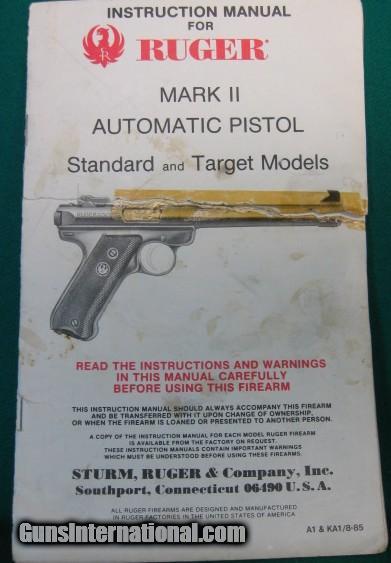 INSTRUCTION MANUAL
FOR
RUGER®
MARK II
AUTOMATIC PISTOL
Standard and Target Models
READ THE INSTRUCTIONS AND WARNINGS
IN THIS MANUAL CAREFULLY
BEFORE USING THIS FIREARM
THIS INSTRUCTION MANUAL SHOULD ALWAYS ACCOMPANY THIS FIREARM
AND BE TRANSFERRED WITH IT UPON CHANGE OF OWNERSHIP,
OR WHEN THE FIREARM IS LOANED OR PRESENTED TO ANOTHER PERSON.
A COPY OF THE INSTRUCTION MANUAL FOR EACH MODEL RUGER FIREARM
IS AVAILABLE FROM THE FACTORY ON REQUEST.
THESE INSTRUCTION MANUALS CONTAIN IMPORTANT WARNINGS
WHICH MUST BE UNDERSTOOD BEFORE USING THESE FIREARMS.
STURM, RUGER & Company, Inc.
Southport, Connecticut 06490 U.S.A.
ALL RUGER FIREARMS ARE DESIGNED AND MANUFACTURED
IN RUGER FACTORIES IN THE UNITED STATES OF AMERICA
A1 & KA1/8-85
GunsInternational.com